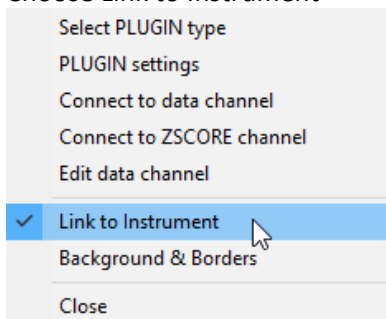 Choose Link to Instrument
Select PLUGIN type
PLUGIN settings
Connect to data channel
Connect to ZSCORE channel
Edit data channel
Link to Instrument
Background & Borders
Close